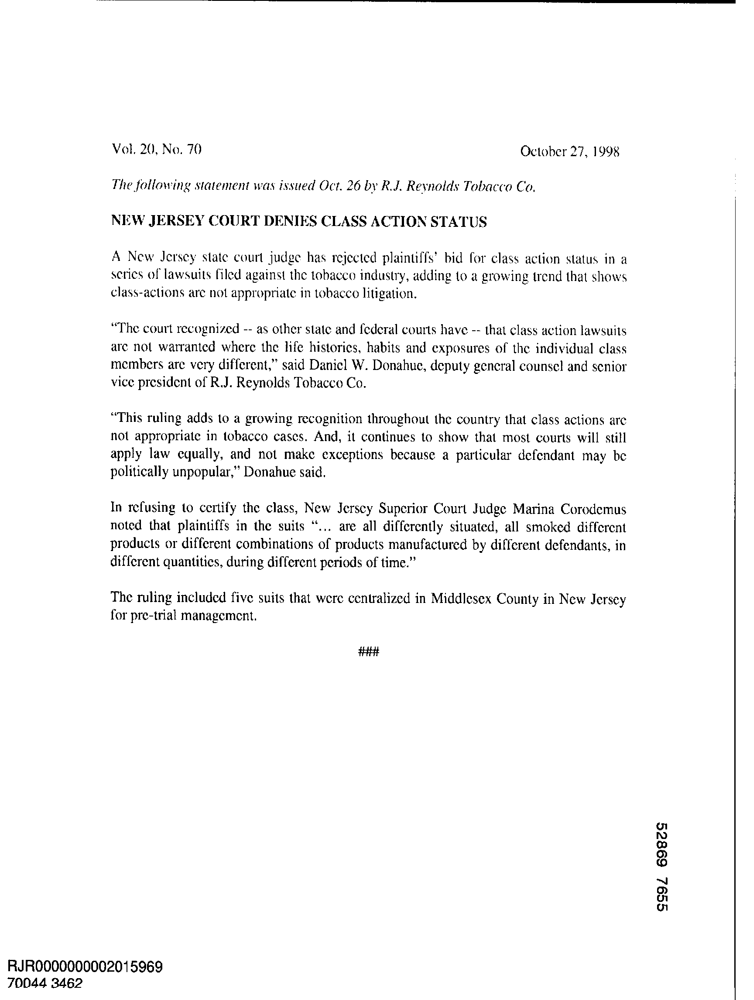 Vol. 20, No. 70
October 27, 1998
The following statement was issued Oct. 26 by R.J. Reynolds Tobacco Co.
NEW JERSEY COURT DENIES CLASS ACTION STATUS
A New Jersey state court judge has rejected plaintiffs' bid for class action status in a
series of lawsuits filed against the tobacco industry, adding to a growing trend that shows
class-actions are not appropriate in tobacco litigation.
“The court recognized -- as other state and federal courts have -- that class action lawsuits
are not warranted where the life histories, habits and exposures of the individual class
members are very different,” said Daniel W. Donahue, deputy general counsel and senior
vice president of R.J. Reynolds Tobacco Co.
“This ruling adds to a growing recognition throughout the country that class actions are
not appropriate in tobacco cases. And, it continues to show that most courts will still
apply law equally, and not make exceptions because a particular defendant may be
politically unpopular,” Donahue said.
In refusing to certify the class, New Jersey Superior Court Judge Marina Corodemus
noted that plaintiffs in the suits “... are all differently situated, all smoked different
products or different combinations of products manufactured by different defendants, in
different quantities, during different periods of time.”
The ruling included five suits that were centralized in Middlesex County in New Jersey
for pre-trial management.
###
52869 7655
RJR0000000002015969
70044 3462